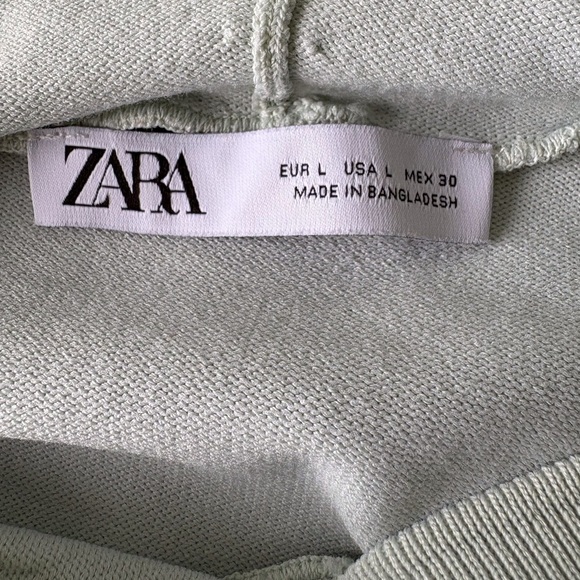 ZARA
EUR L USA L MEX 30
MADE IN BANGLADESH